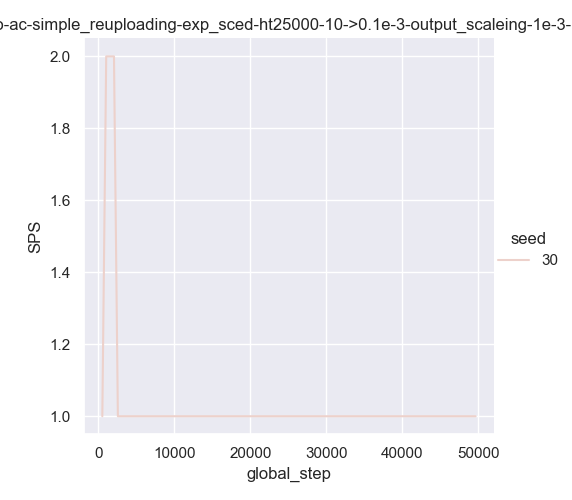 o-ac-simple_reuploading-exp_sced-ht25000-10->0.1e-3-output_scaleing-1e-3-
2.0
1.8
1.6
1.4
1.2
1.0
SPS
0 10000 20000 30000 40000 50000
global_step
seed
30